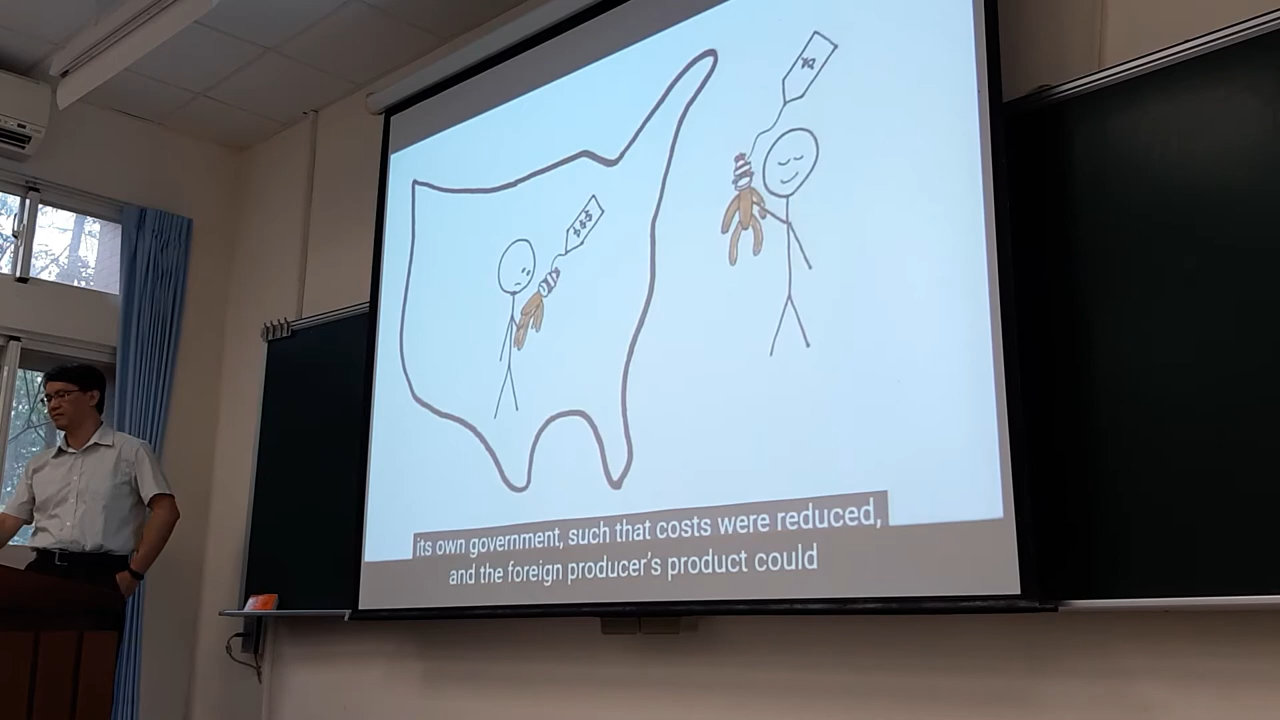 $$$
its own government, such that costs were reduced,
and the foreign producer's product could